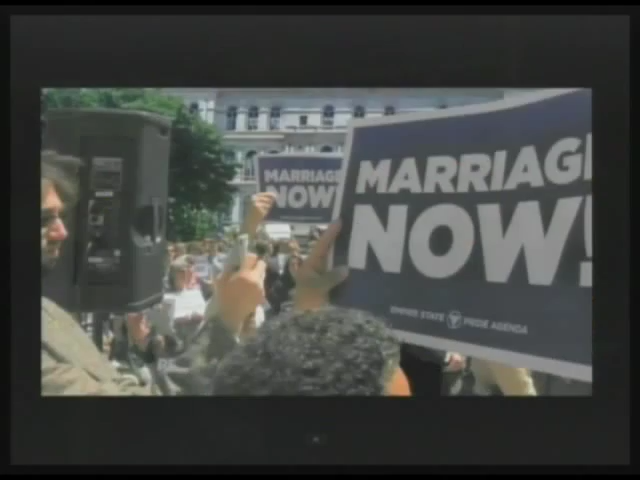 MARRIAGE
NOW!
MARRIAG
NOW!
EMPIRE STATE PRIDE AGENDA